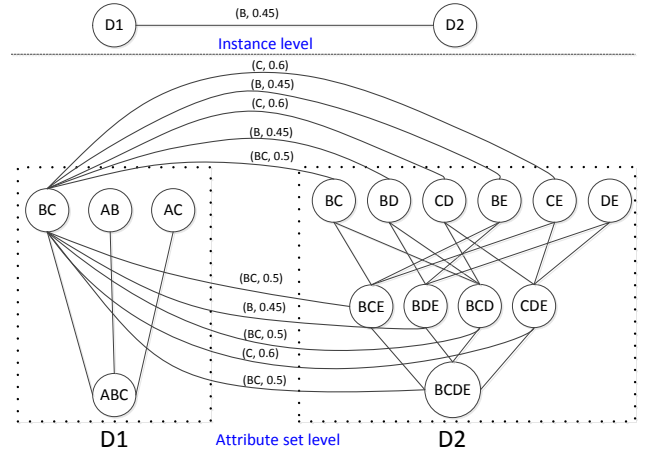 (B, 0.45)
D1
D2
Instance level
(C, 0.6)
(B, 0.45)
(C, 0.6)
(B, 0.45)
(BC, 0.5)
BC
AB
AC
BC
BD
CD
BE
CE
DE
(BC, 0.5)
BCE
BDE
BCD
CDE
(B, 0.45)
(BC, 0.5)
(C, 0.6)
(BC, 0.5)
ABC
BCDE
D1
Attribute set level
D2